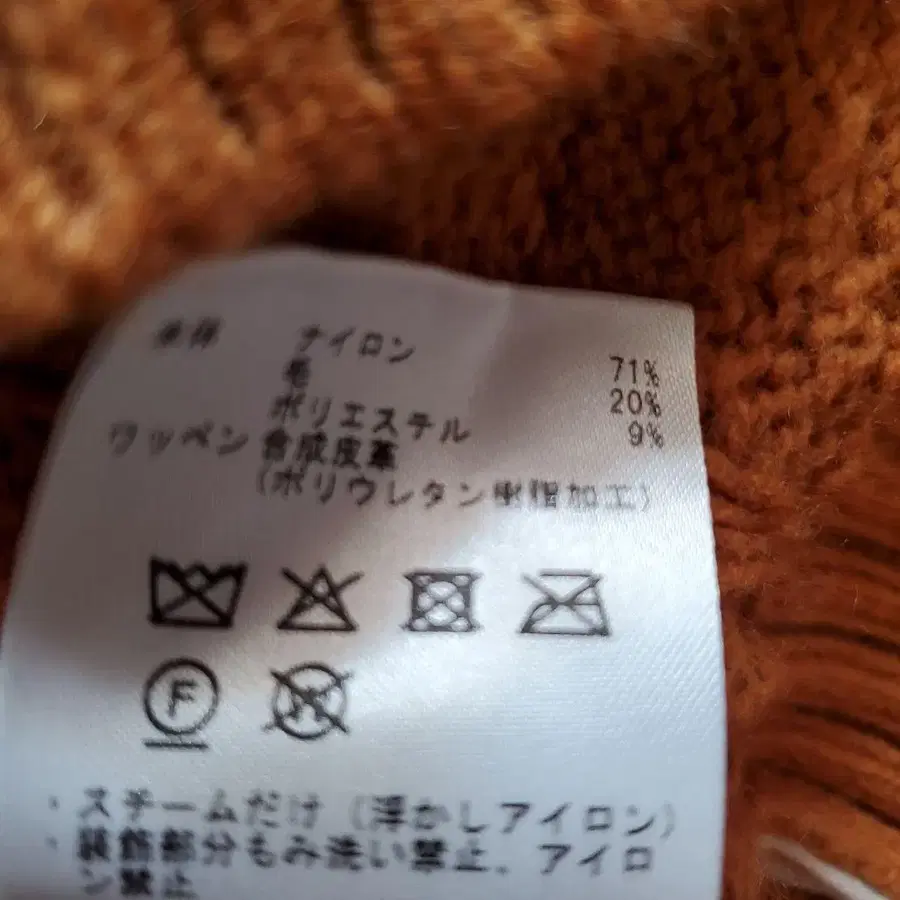 本体 ナイロン 71%
毛 20%
ポリエステル 9%
ワッペン 合成皮革
(ポリウレタン樹脂加工)
F
W
・スチームだけ(浮かしアイロン)
・装飾部分もみ洗い禁止、アイロ
ン禁止